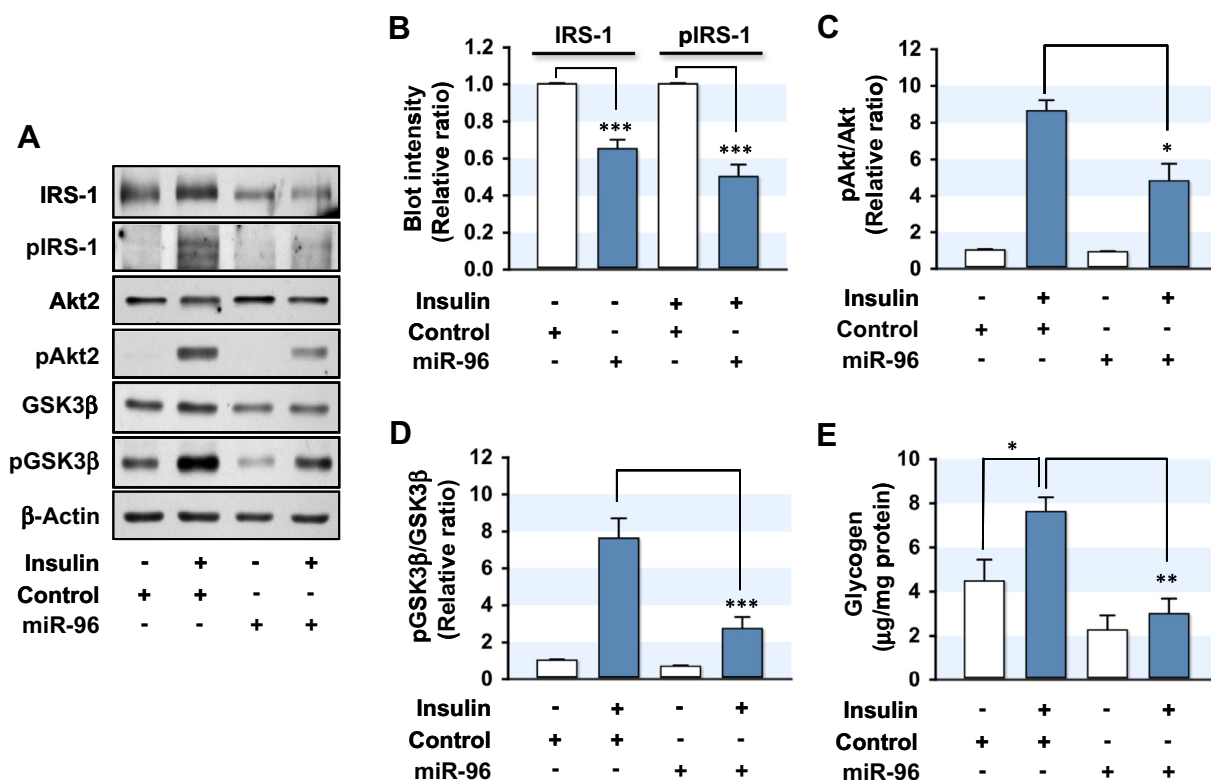 A
IRS-1
pIRS-1
Akt2
pAkt2
GSK3β
pGSK3β
β-Actin
Insulin - + - +
Control + + - -
miR-96 - - + +
B
IRS-1 pIRS-1
Blot intensity
(Relative ratio)
1.2
1.0
0.8
0.6
0.4
0.2
0.0
***
***
Insulin - - + +
Control + - + -
miR-96 - + - +
C
pAkt/Akt
(Relative ratio)
12
10
8
6
4
2
0
*
Insulin - + - +
Control + + - -
miR-96 - - + +
D
pGSK3β/GSK3β
(Relative ratio)
12
10
8
6
4
2
0
***
Insulin - + - +
Control + + - -
miR-96 - - + +
E
Glycogen
(μg/mg protein)
10
8
6
4
2
0
*
**
Insulin - + - +
Control + + - -
miR-96 - - + +